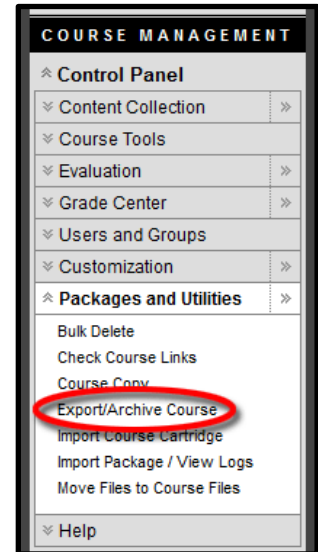 COURSE MANAGEMENT
Control Panel
Content Collection
Course Tools
Evaluation
Grade Center
Users and Groups
Customization
Packages and Utilities
Bulk Delete
Check Course Links
Course Copy
Export/Archive Course
Import Course Cartridge
Import Package / View Logs
Move Files to Course Files
Help